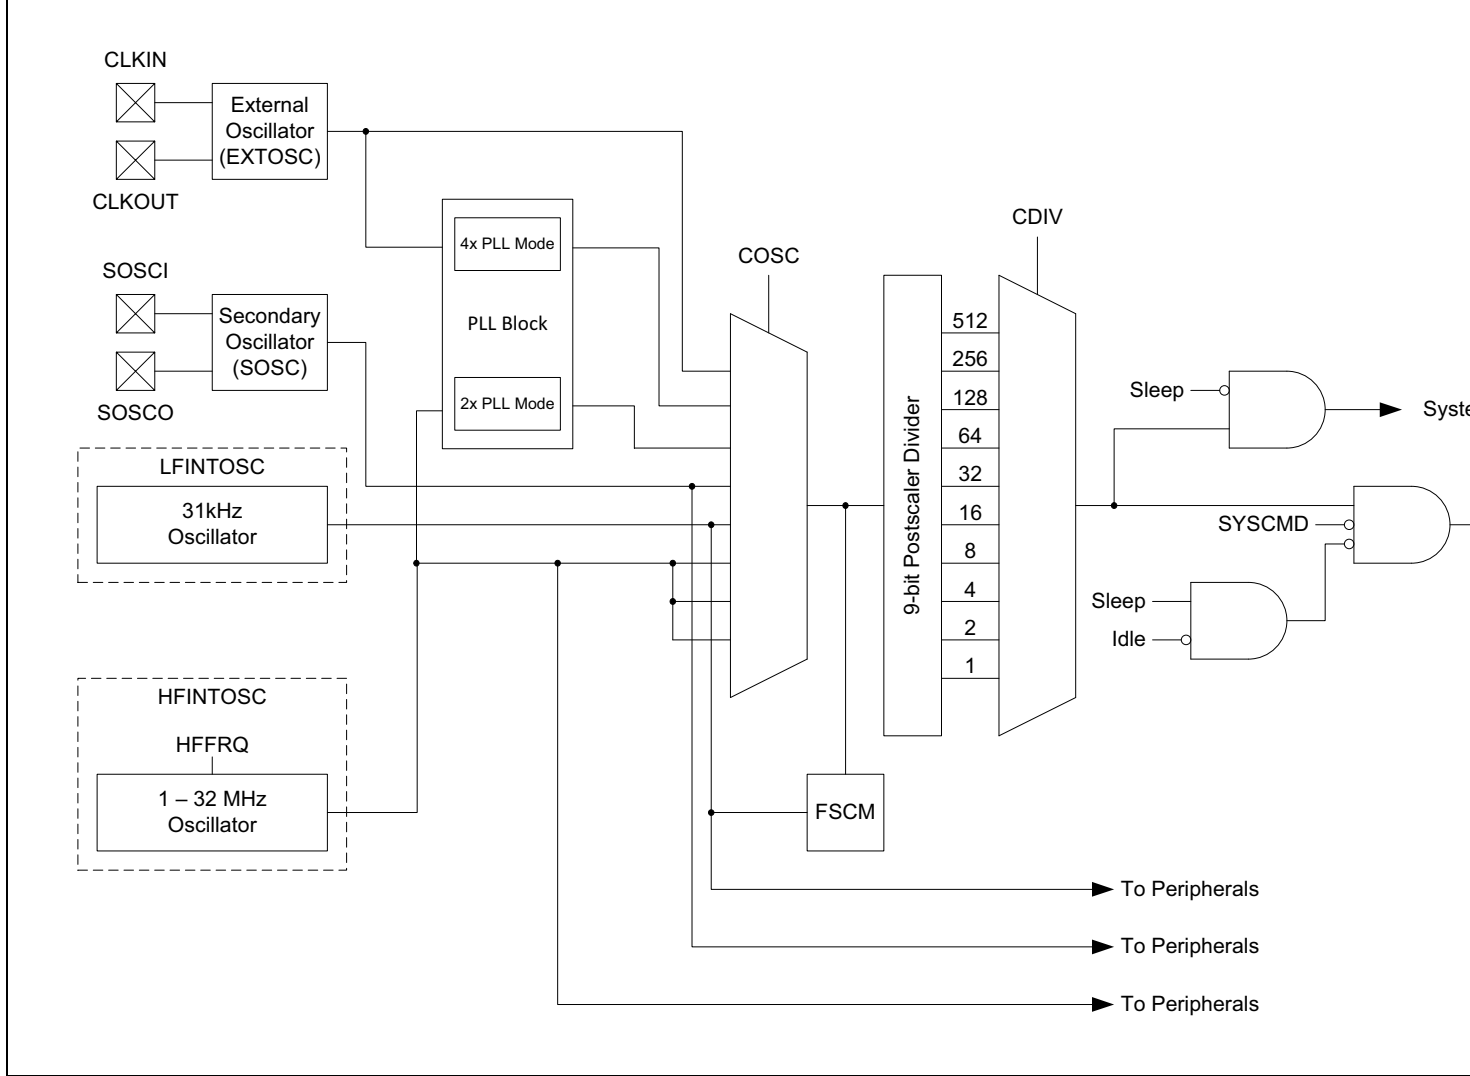 CLKIN
External
Oscillator
(EXTOSC)
CLKOUT
SOSCI
Secondary
Oscillator
(SOSC)
SOSCO
4x PLL Mode
PLL Block
2x PLL Mode
LFINTOSC
31kHz
Oscillator
HFINTOSC
HFFRQ
1 – 32 MHz
Oscillator
COSC
FSCM
9-bit Postscaler Divider
CDIV
512
256
128
64
32
16
8
4
2
1
Sleep
SYSCMD
Sleep
Idle
To Peripherals
To Peripherals
To Peripherals